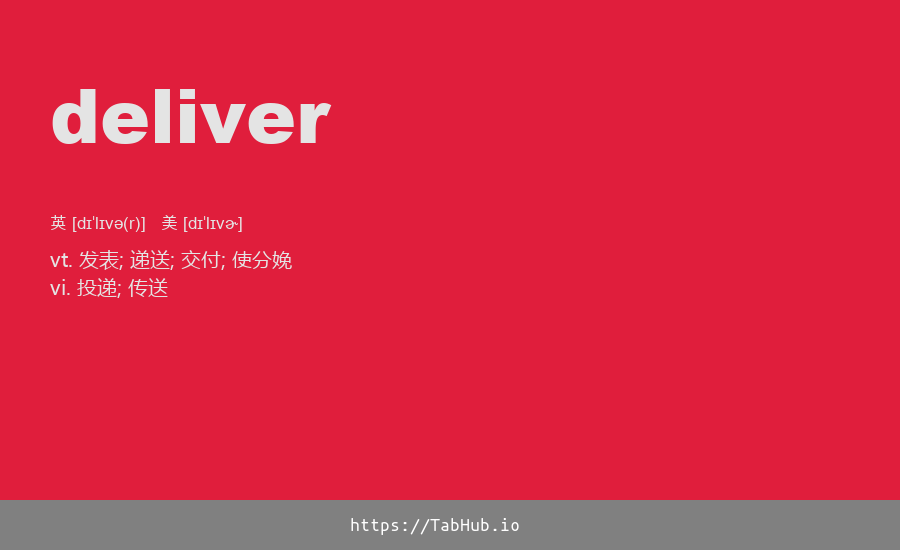 deliver
英 [dɪˈlɪvə(r)] 美 [dɪˈlɪvɚ]
vt. 发表; 递送; 交付; 使分娩
vi. 投递; 传送
https://TabHub.io